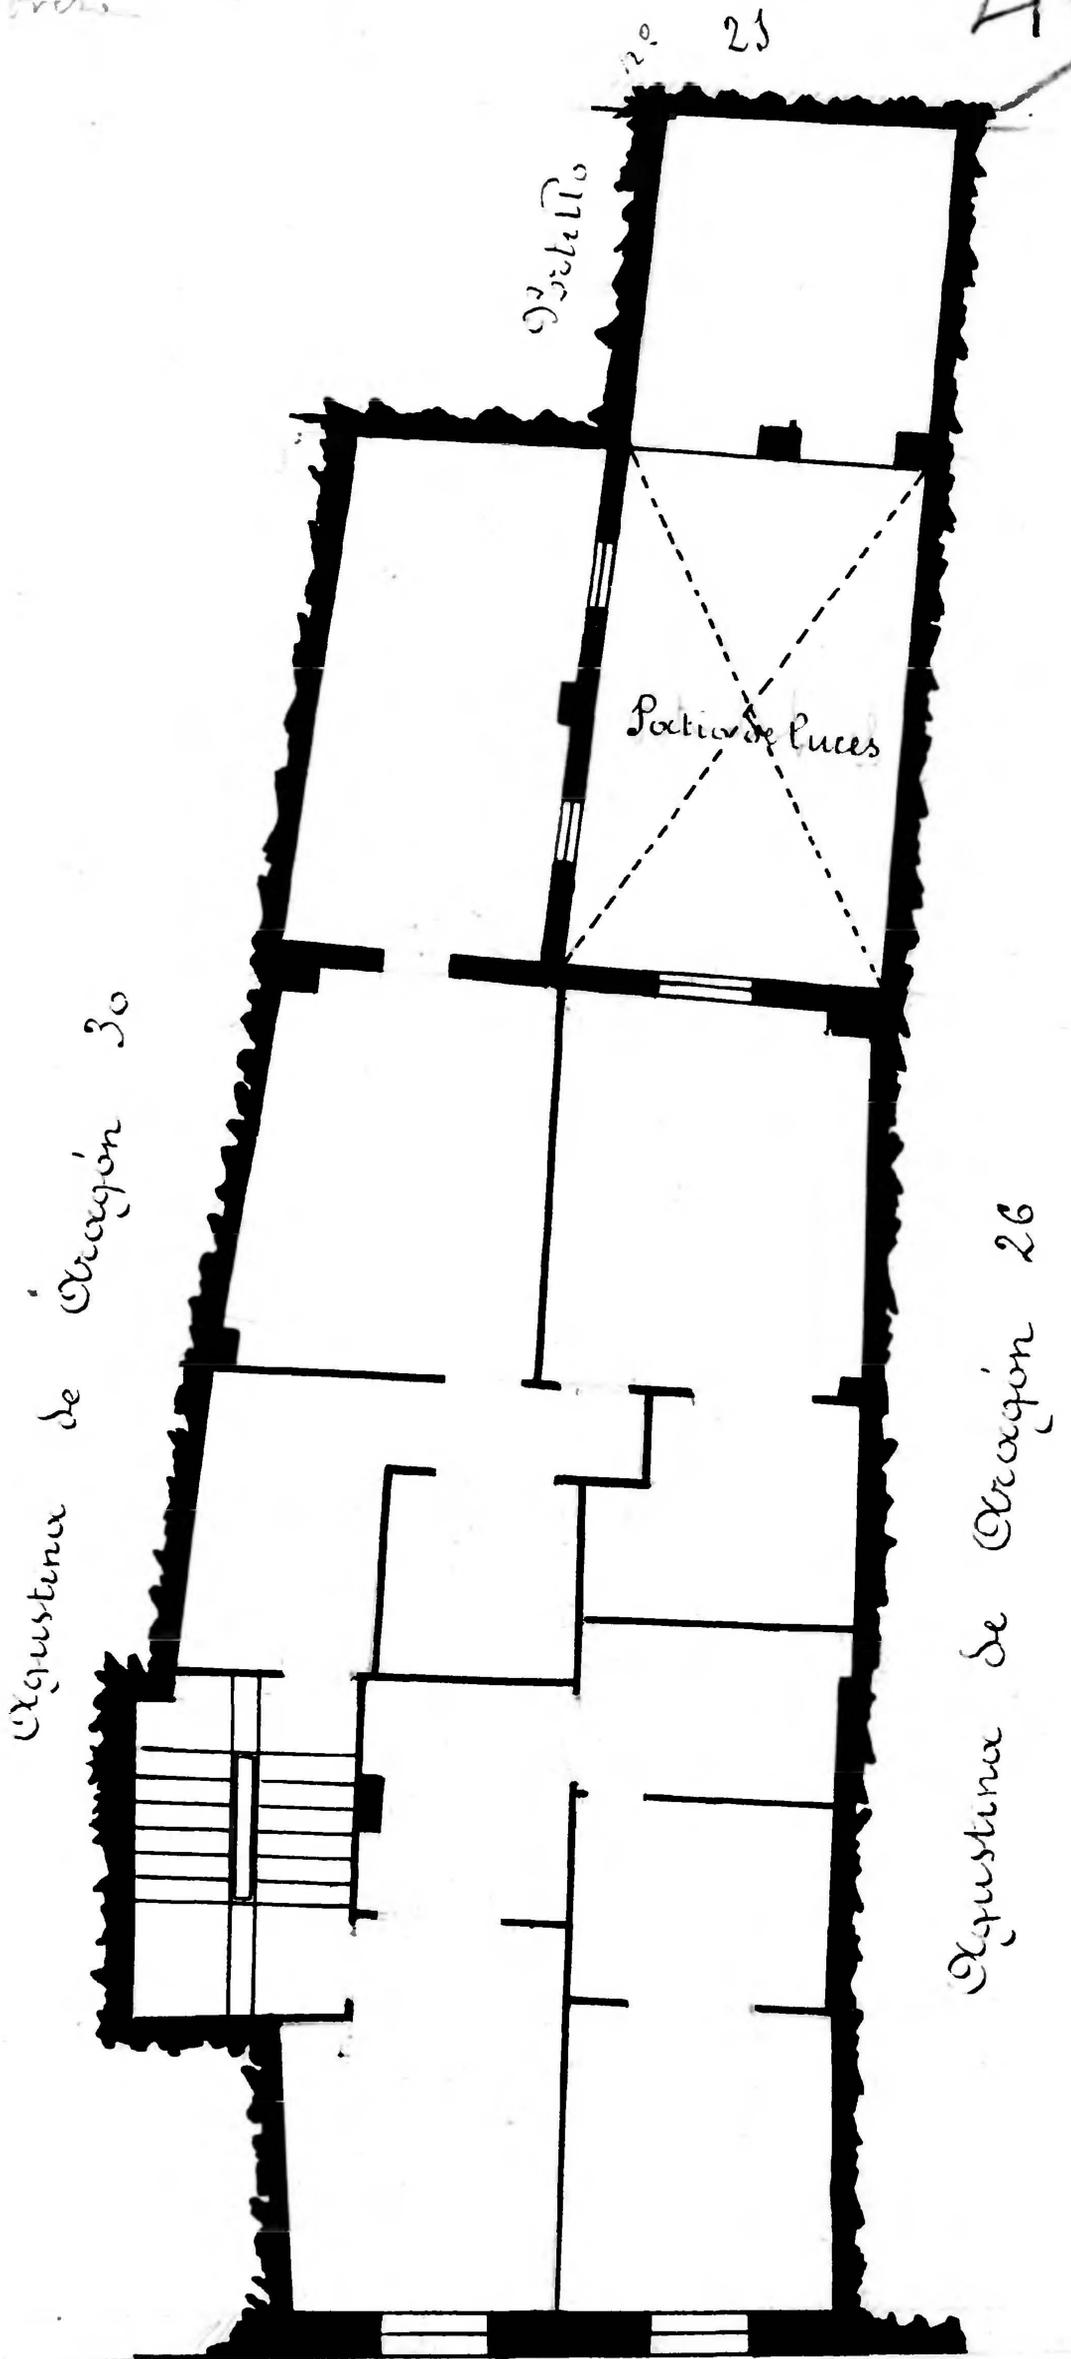 nº 21
Portillo
Patio de luces
Agustina de Aragón 30
Agustina de Aragón 26